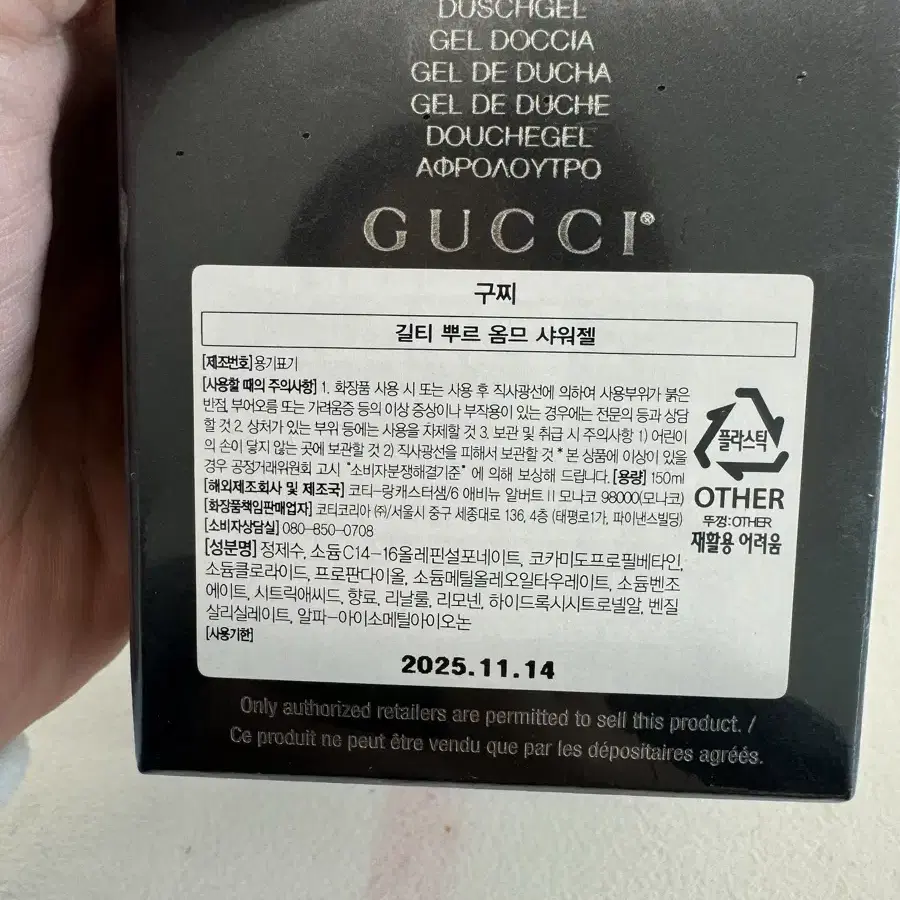 DUSCHGEL
GEL DOCCIA
GEL DE DUCHA
GEL DE DUCHE
DOUCHEGEL
ΑΦΡΟΛΟΥΤΡΟ
GUCCI®
구찌
길티 뿌르 옴므 샤워젤
[제조번호]용기표기
[사용할 때의 주의사항] 1. 화장품 사용 시 또는 사용 후 직사광선에 의하여 사용부위가 붉은
반점, 부어오름 또는 가려움증 등의 이상 증상이나 부작용이 있는 경우에는 전문의 등과 상담
할 것 2. 상처가 있는 부위 등에는 사용을 자제할 것 3. 보관 및 취급 시 주의사항 1) 어린이
의 손이 닿지 않는 곳에 보관할 것 2) 직사광선을 피해서 보관할 것 * 본 상품에 이상이 있을
경우 공정거래위원회 고시 "소비자분쟁해결기준" 에 의해 보상해 드립니다. [용량] 150ml
[해외제조회사 및 제조국] 코티-랑캐스터샘/6 애비뉴 알버트 II 모나코 98000(모나코)
[화장품책임판매업자] 코티코리아 ㈜/서울시 중구 세종대로 136, 4층 (태평로1가, 파이낸스빌딩)
[소비자상담실] 080-850-0708
[성분명] 정제수, 소듐C14-16올레핀설포네이트, 코카미도프로필베타인,
소듐클로라이드, 프로판다이올, 소듐메틸올레오일타우레이트, 소듐벤조
에이트, 시트릭애씨드, 향료, 리날룰, 리모넨, 하이드록시시트로넬알, 벤질
살리실레이트, 알파-아이소메틸아이오논
[사용기한]
2025.11.14
플라스틱
OTHER
뚜껑:OTHER
재활용 어려움
Only authorized retailers are permitted to sell this product. /
Ce produit ne peut être vendu que par les dépositaires agréés.